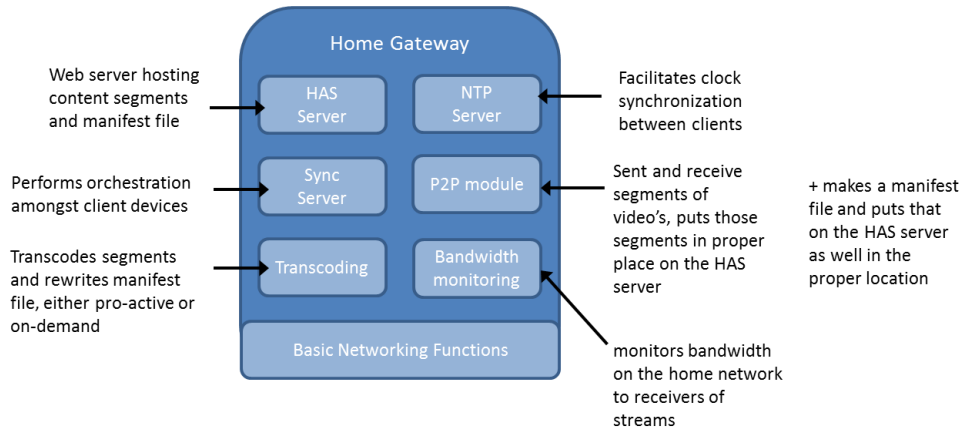 Home Gateway
Web server hosting
content segments
and manifest file
HAS
Server
NTP
Server
Facilitates clock
synchronization
between clients
Performs orchestration
amongst client devices
Sync
Server
P2P module
Sent and receive
segments of
video's, puts those
segments in proper
place on the HAS
server
+ makes a manifest
file and puts that
on the HAS server
as well in the
proper location
Transcodes segments
and rewrites manifest
file, either pro-active or
on-demand
Transcoding
Bandwidth
monitoring
Basic Networking Functions
monitors bandwidth
on the home network
to receivers of
streams